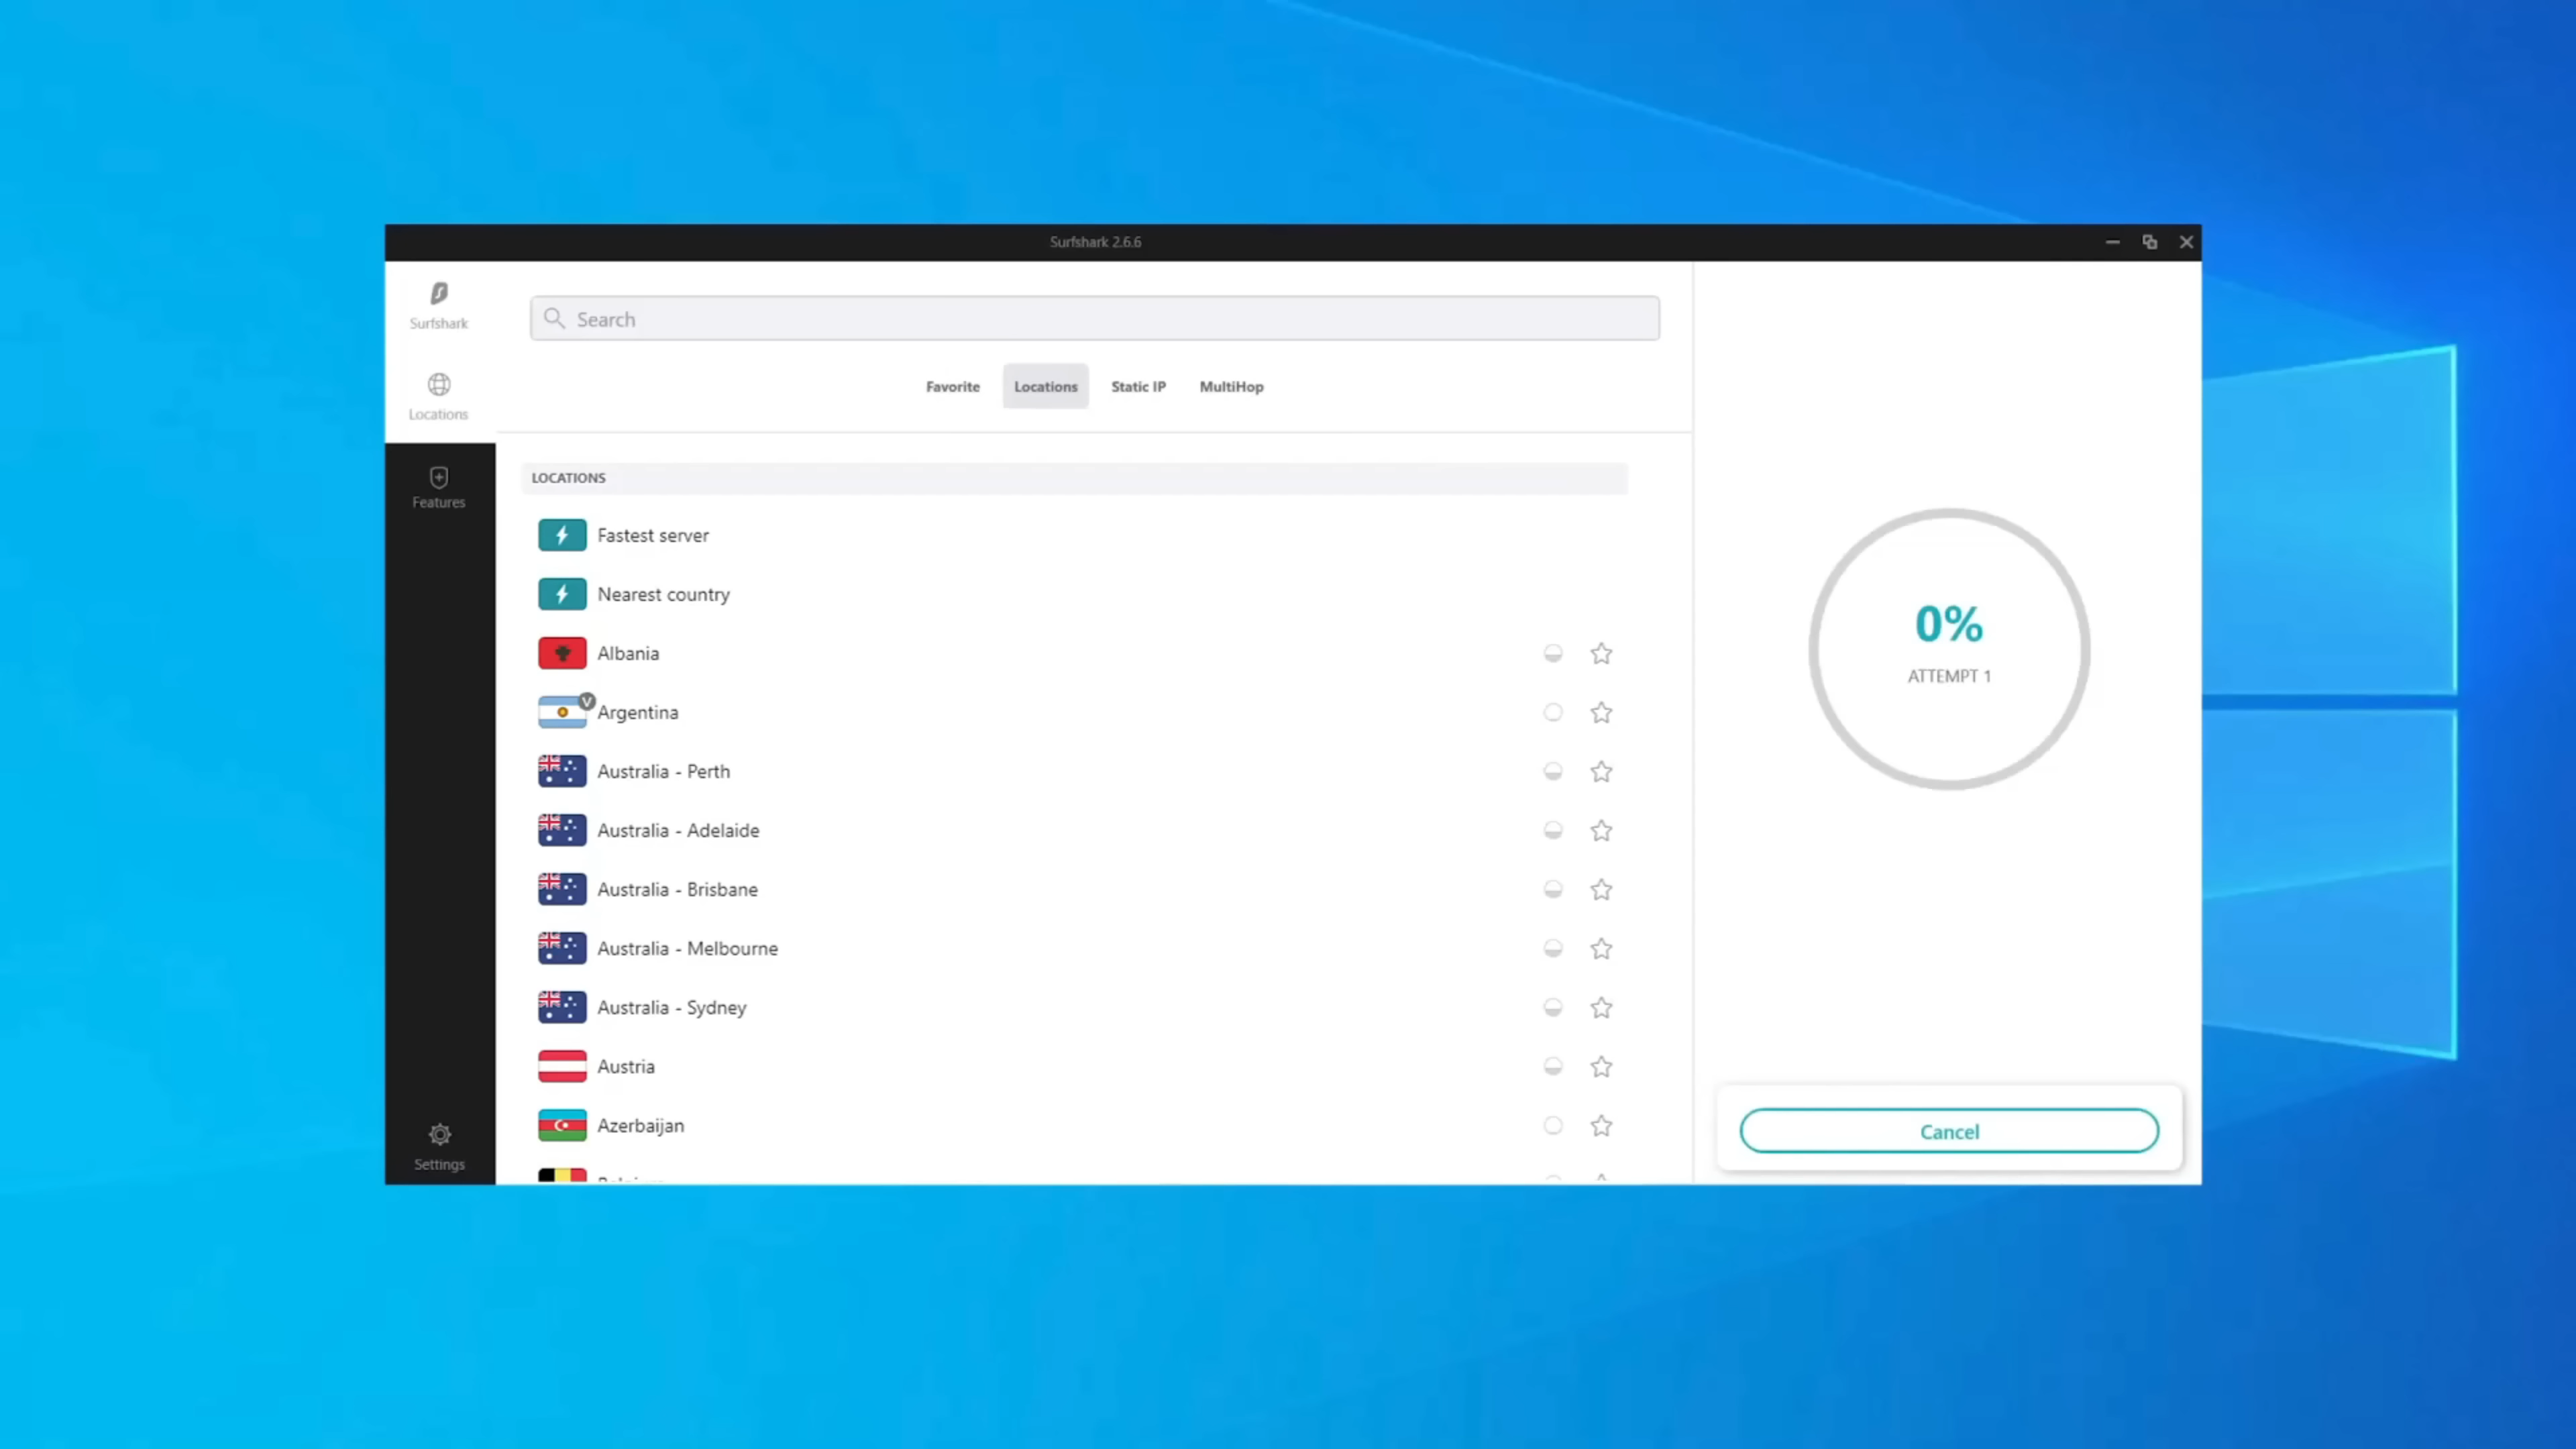 Surfshark 2.6.6
Surfshark
Search
Locations
Favorite Locations Static IP MultiHop
Features
LOCATIONS
Fastest server
Nearest country
Albania
V
Argentina
Australia - Perth
Australia - Adelaide
Australia - Brisbane
Australia - Melbourne
Australia - Sydney
Austria
Azerbaijan
Settings
0%
ATTEMPT 1
Cancel